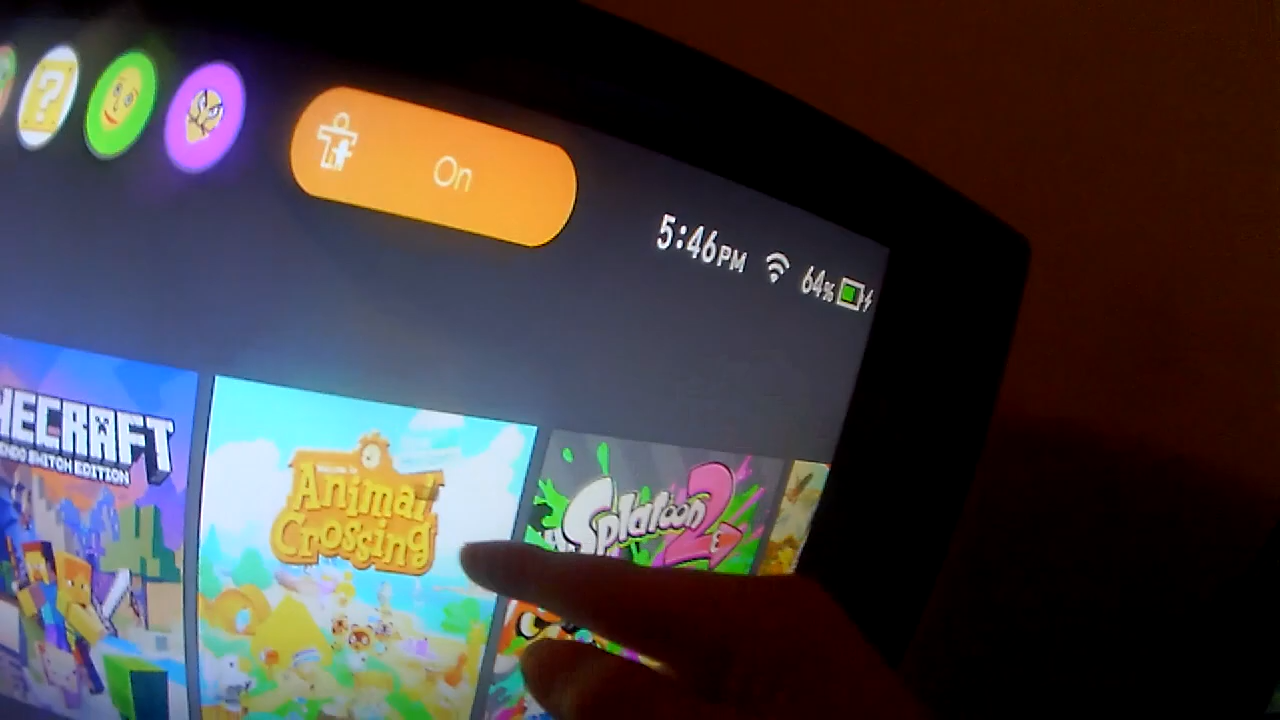 ?
On
5:46PM
64%
NECRAFT
NDO SWITCH EDITION
Animal
Crossing
Splatoon
2